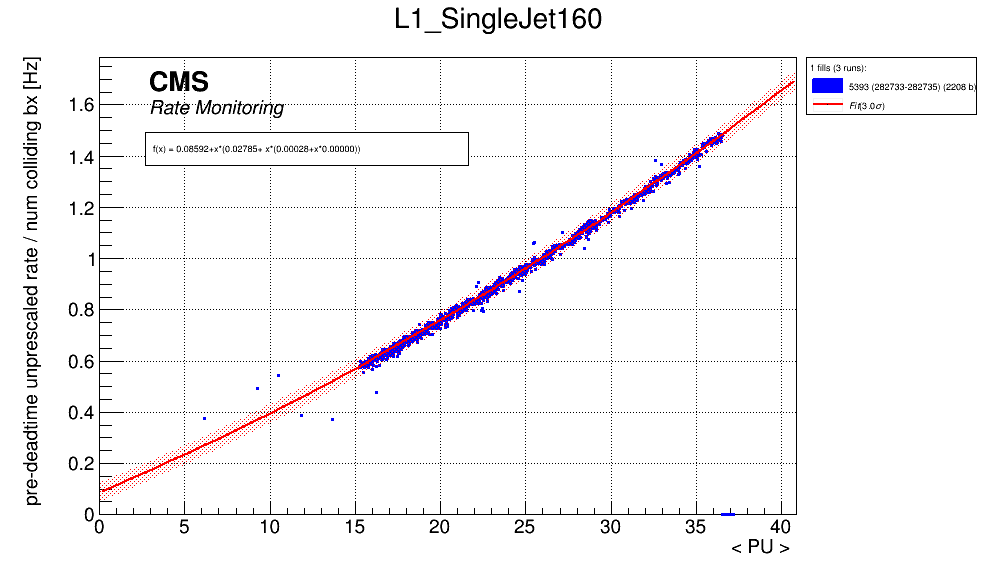 L1_SingleJet160
pre-deadtime unprescaled rate / num colliding bx [Hz]
CMS
Rate Monitoring
f(x) = 0.08592+x*(0.02785+ x*(0.00028+x*0.00000))
1.6
1.4
1.2
1
0.8
0.6
0.4
0.2
0
0 5 10 15 20 25 30 35 40
< PU >
1 fills (3 runs):
5393 (282733-282735) (2208 b)
Fit(3.0σ)